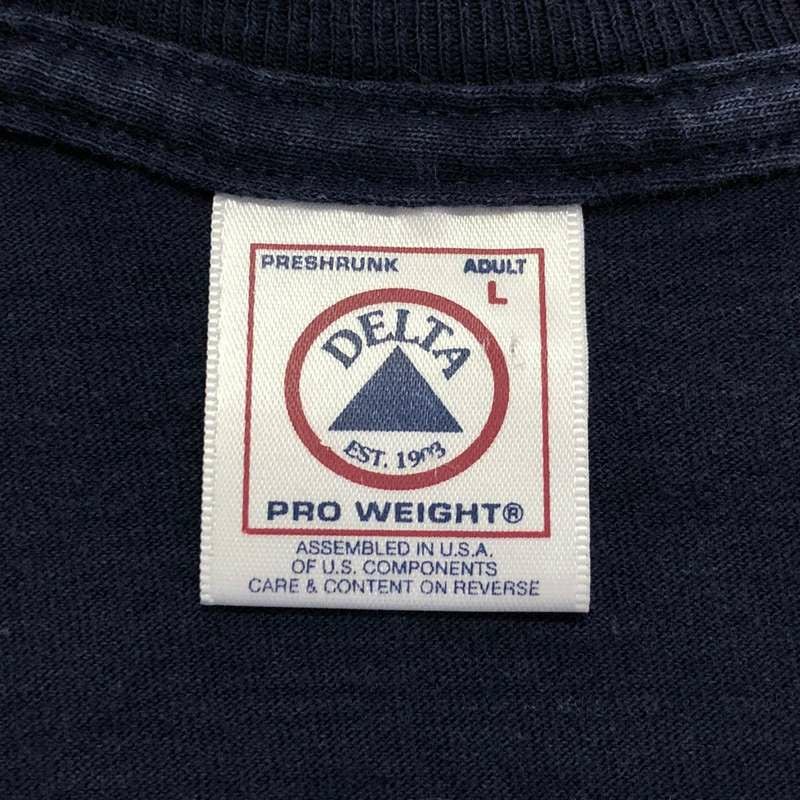 PRESHRUNK ADULT
L
DELTA
EST. 1903
PRO WEIGHT®
ASSEMBLED IN U.S.A.
OF U.S. COMPONENTS
CARE & CONTENT ON REVERSE